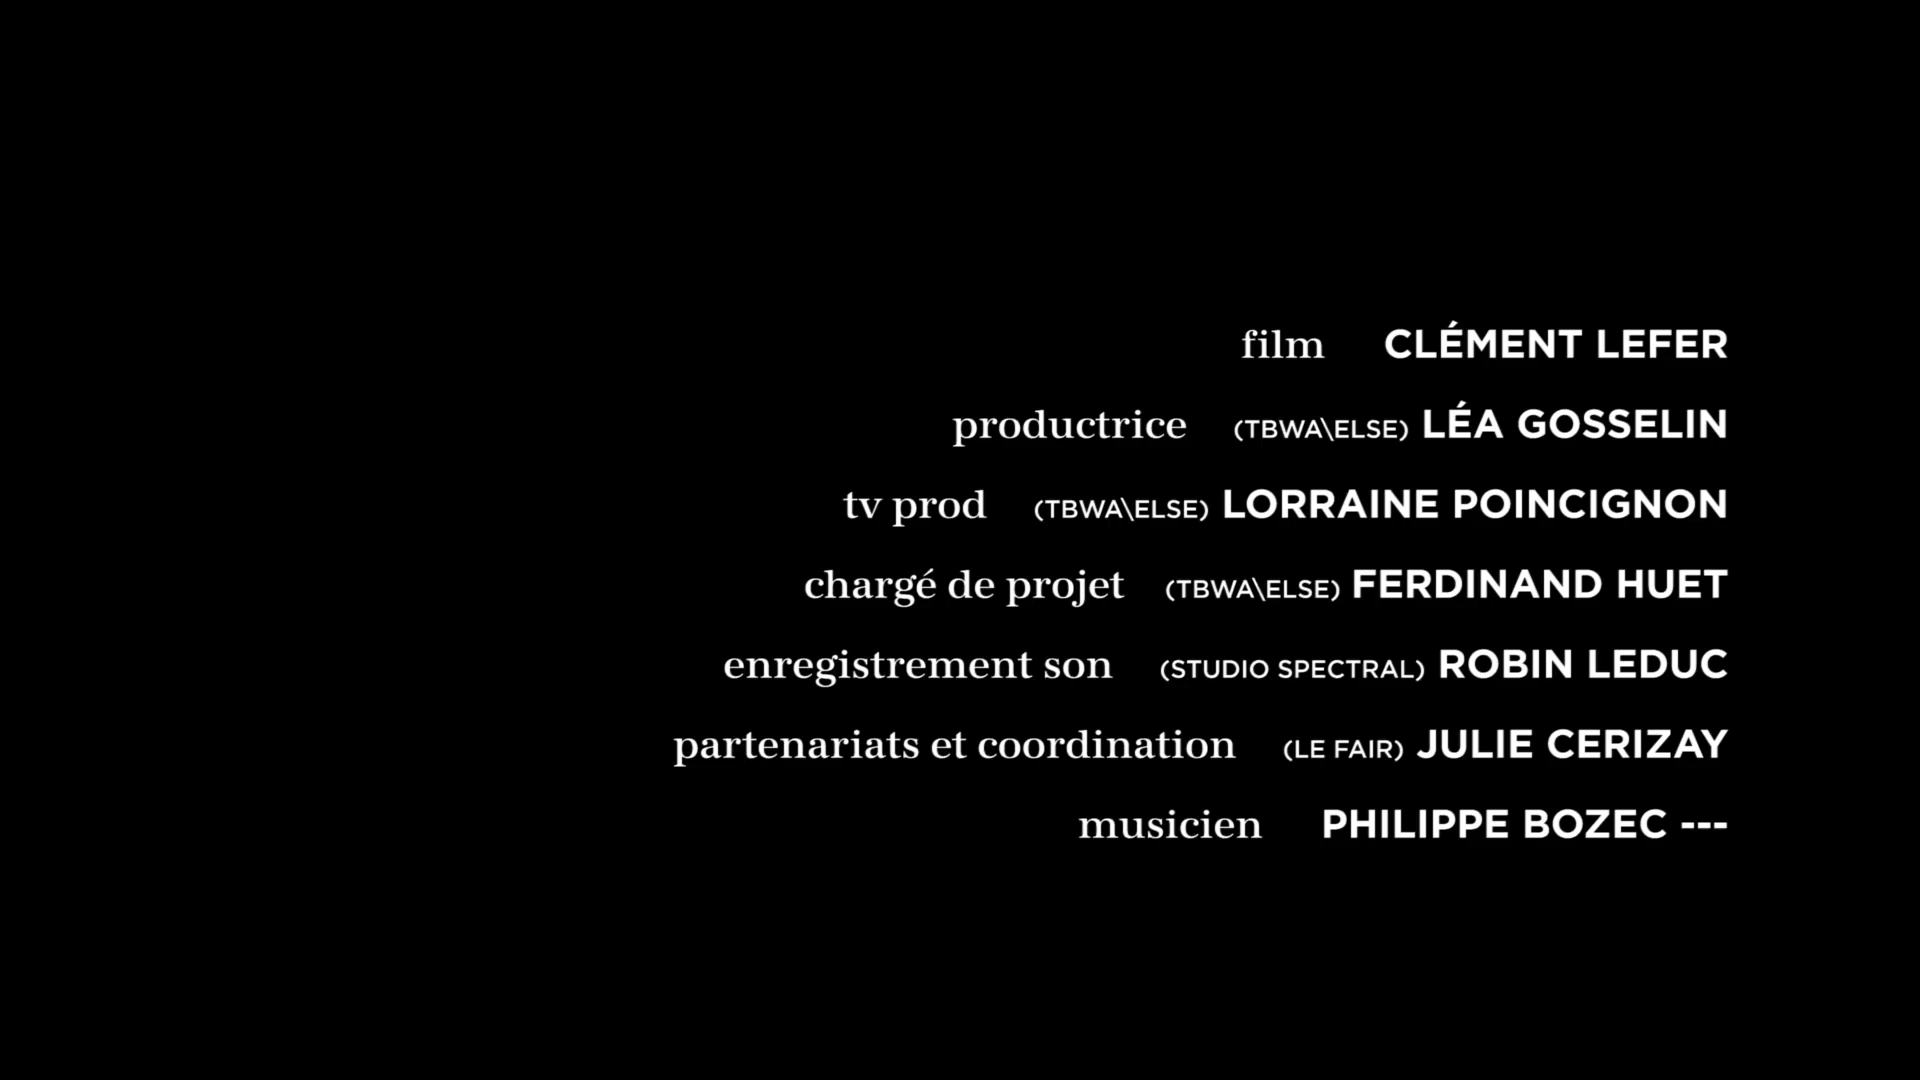 film CLÉMENT LEFER
productrice (TBWA\ELSE) LÉA GOSSELIN
tv prod (TBWA\ELSE) LORRAINE POINCIGNON
chargé de projet (TBWA\ELSE) FERDINAND HUET
enregistrement son (STUDIO SPECTRAL) ROBIN LEDUC
partenariats et coordination (LE FAIR) JULIE CERIZAY
musicien PHILIPPE BOZEC ---